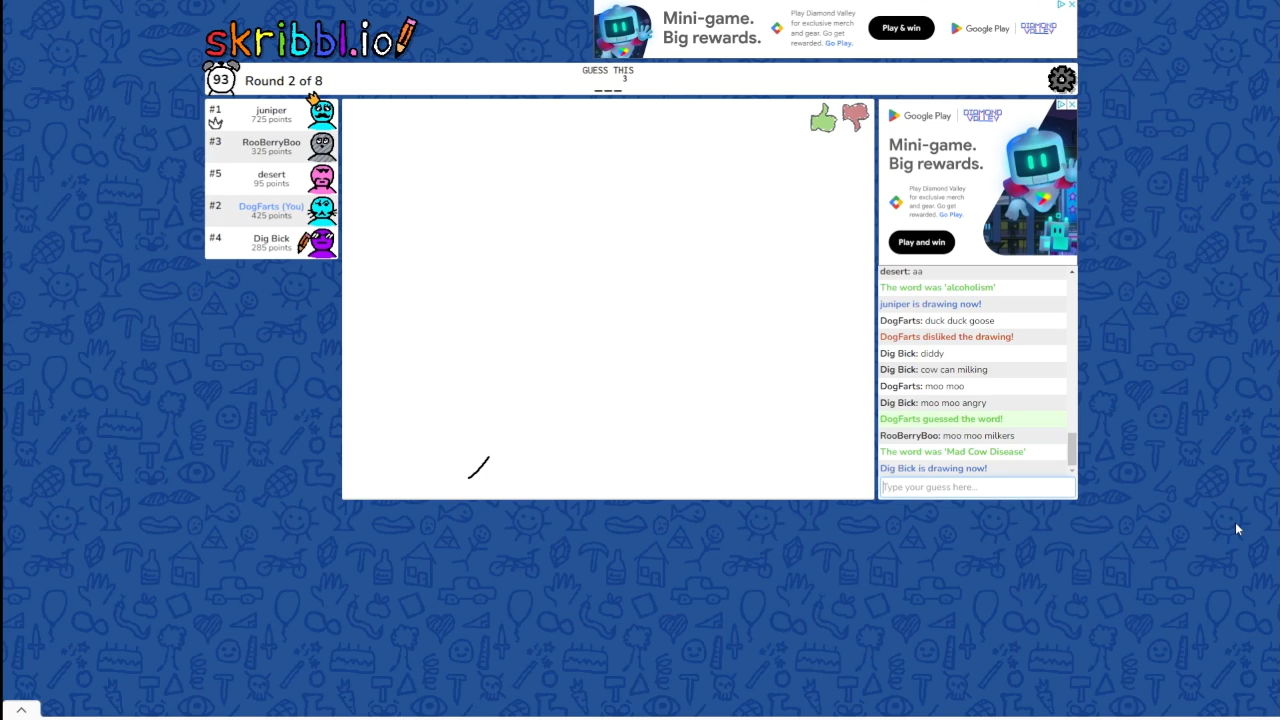 skribbl.io
Mini-game.
Big rewards.
Play Diamond Valley
for exclusive merch
and gear. Go get
rewarded. Go Play.
Play & win
Google Play
DIAMOND
VALLEY
93
Round 2 of 8
GUESS THIS
___ 3
#1
juniper
725 points
#3
RooBerryBoo
325 points
#5
desert
95 points
#2
DogFarts (You)
425 points
#4
Dig Bick
285 points
Google Play
DIAMOND
VALLEY
Mini-game.
Big rewards.
Play Diamond Valley
for exclusive merch
and gear. Go get
rewarded. Go Play.
Play and win
desert: aa
The word was 'alcoholism'
juniper is drawing now!
DogFarts: duck duck goose
DogFarts disliked the drawing!
Dig Bick: diddy
Dig Bick: cow can milking
DogFarts: moo moo
Dig Bick: moo moo angry
DogFarts guessed the word!
RooBerryBoo: moo moo milkers
The word was 'Mad Cow Disease'
Dig Bick is drawing now!
Type your guess here...